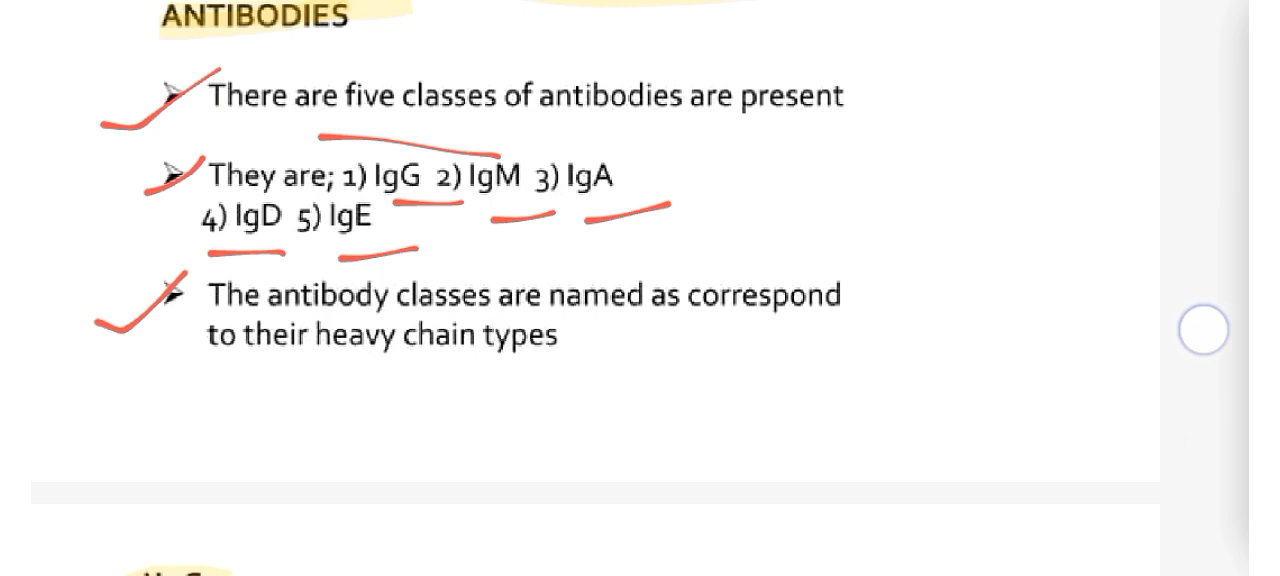 ANTIBODIES
➢ There are five classes of antibodies are present
➢ They are; 1) IgG 2) IgM 3) IgA
4) IgD 5) IgE
➢ The antibody classes are named as correspond
to their heavy chain types